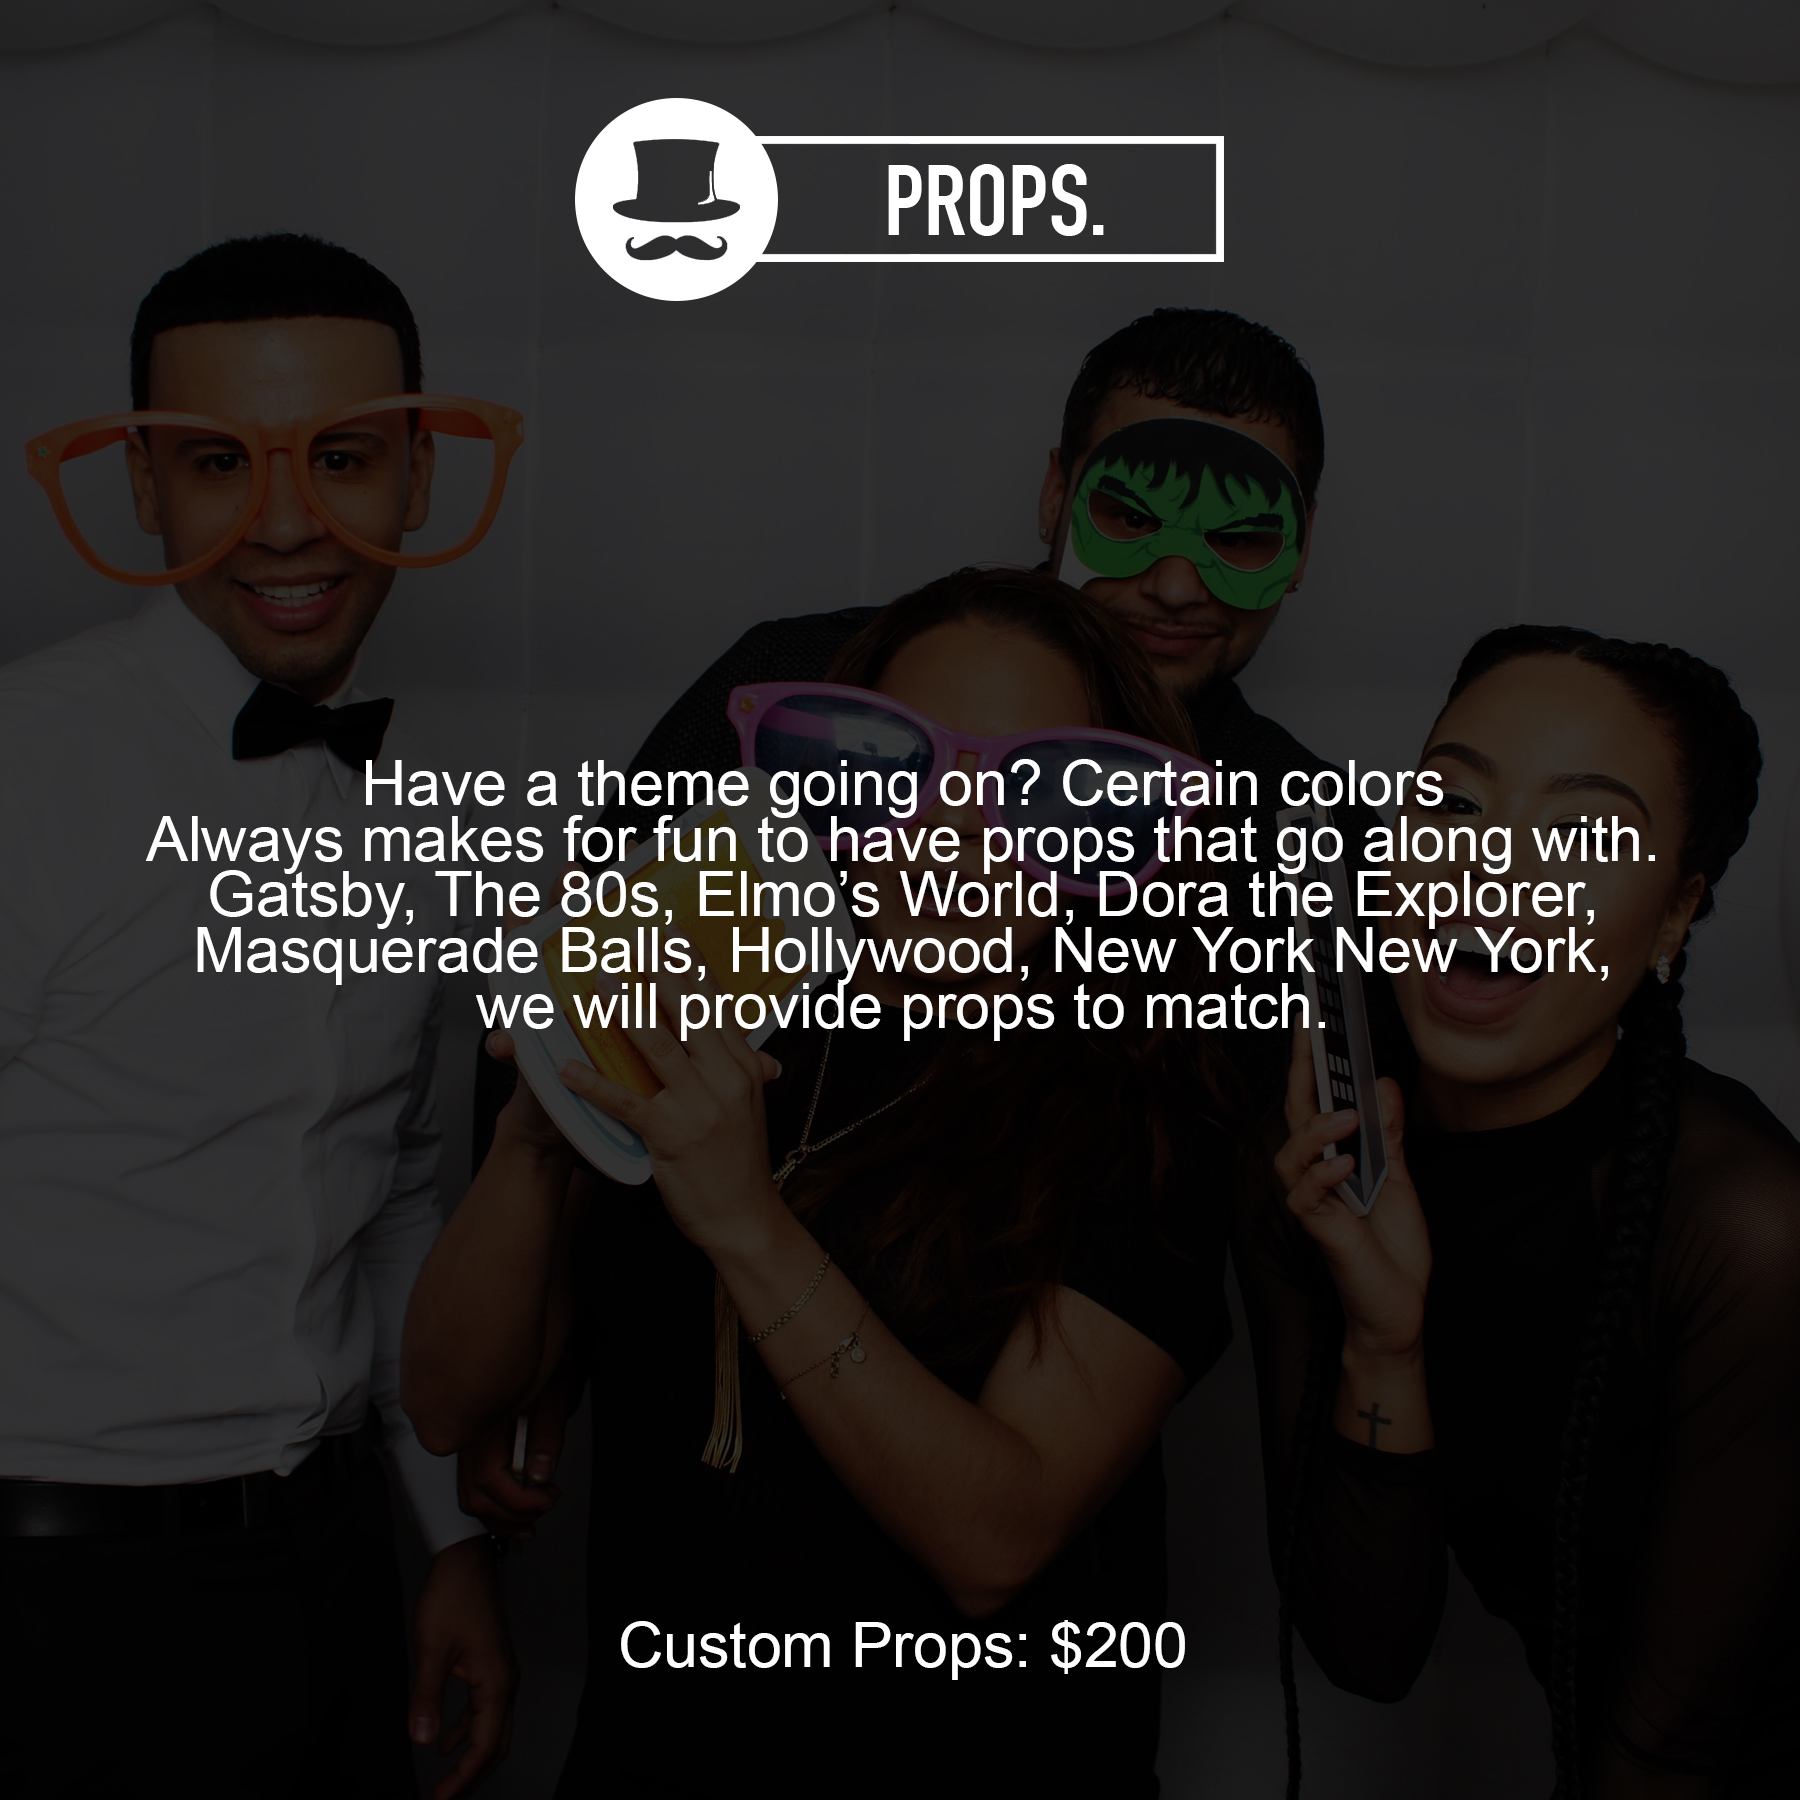 PROPS.
Have a theme going on? Certain colors
Always makes for fun to have props that go along with.
Gatsby, The 80s, Elmo’s World, Dora the Explorer,
Masquerade Balls, Hollywood, New York New York,
we will provide props to match.
Custom Props: $200